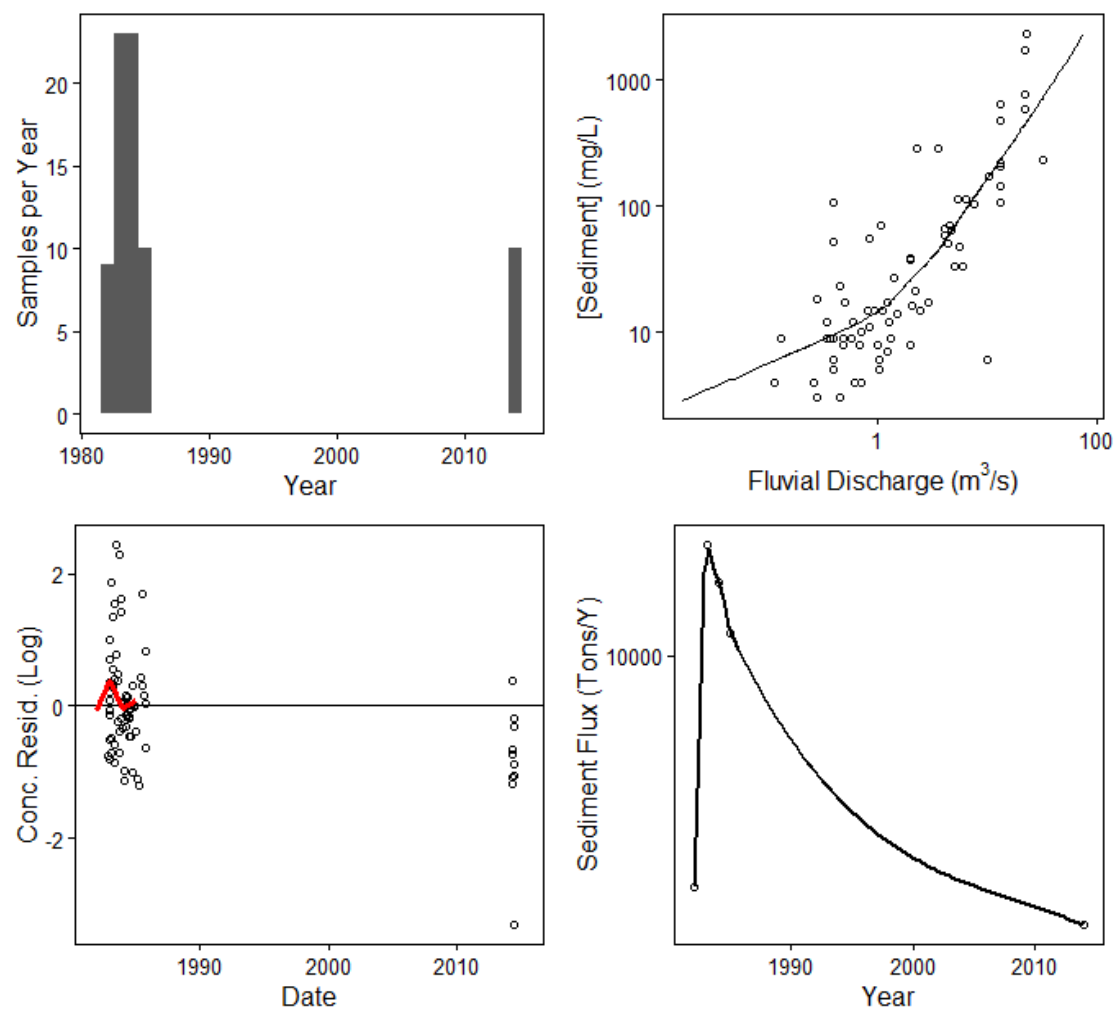 Samples per Year
20
15
10
5
0
1980 1990 2000 2010
Year
[Sediment] (mg/L)
1000
100
10
1 100
Fluvial Discharge (m³/s)
Conc. Resid. (Log)
2
0
-2
1990 2000 2010
Date
Sediment Flux (Tons/Y)
10000
1990 2000 2010
Year